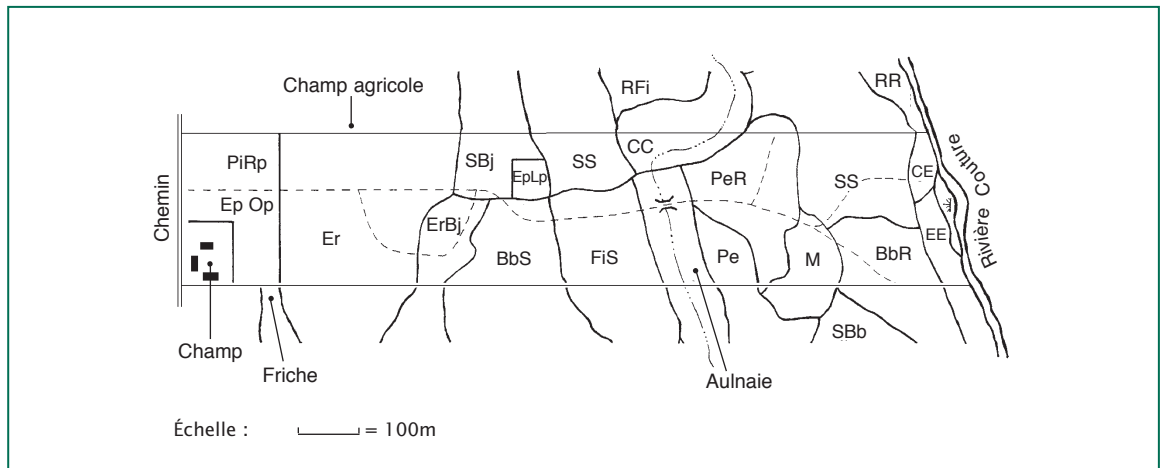 RFi
RR
Champ agricole
PiRp
SBj
EpLp
SS
CC
PeR
SS
CE
Rivière Couture
Chemin
Ep Op
Er
ErBj
BbS
FiS
Pe
M
BbR
EE
SBb
Champ
Friche
Aulnaie
Échelle : = 100m